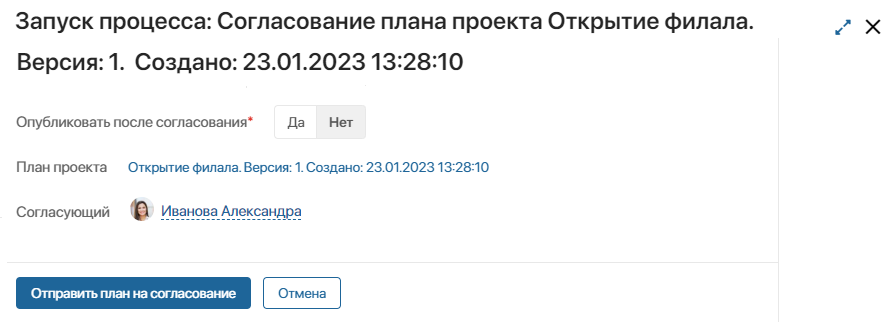 Запуск процесса: Согласование плана проекта Открытие филала.
Версия: 1. Создано: 23.01.2023 13:28:10
Опубликовать после согласования* Да Нет
План проекта Открытие филала. Версия: 1. Создано: 23.01.2023 13:28:10
Согласующий Иванова Александра
Отправить план на согласование Отмена